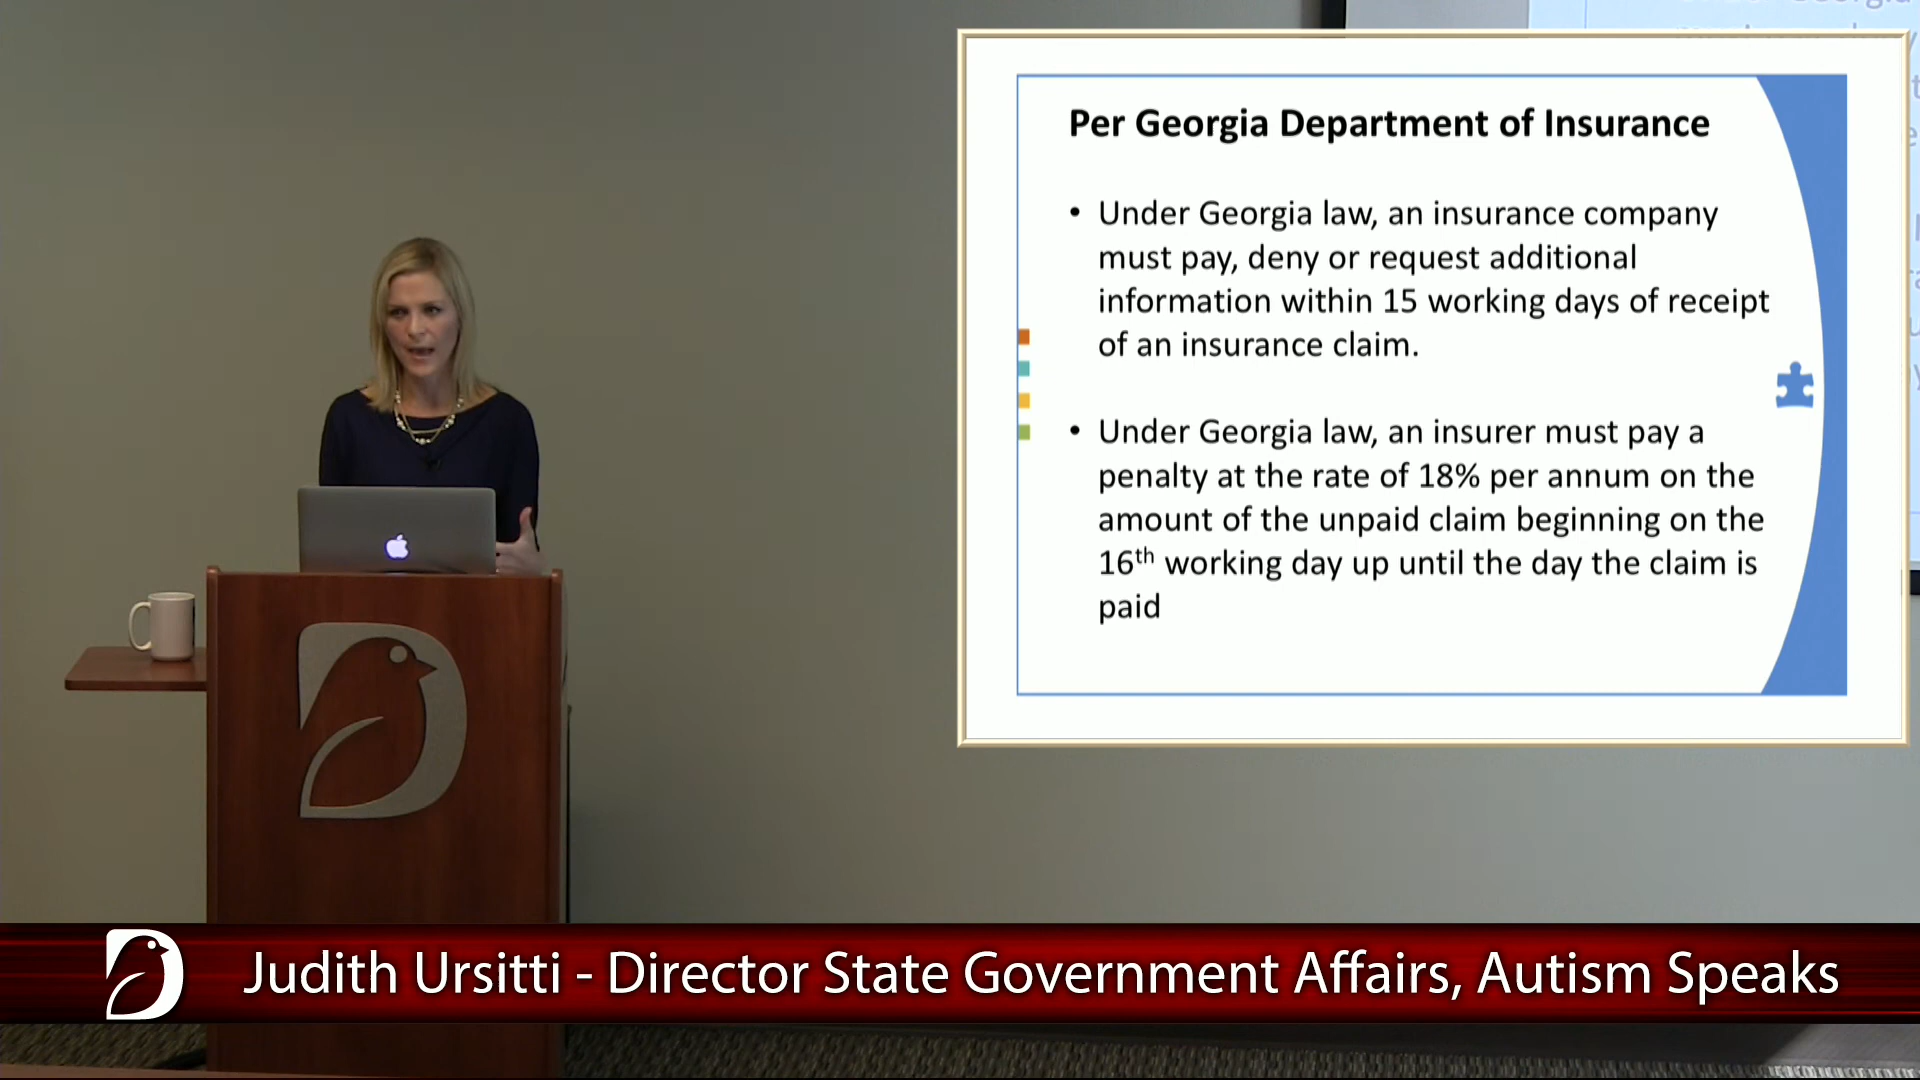 Per Georgia Department of Insurance
• Under Georgia law, an insurance company
must pay, deny or request additional
information within 15 working days of receipt
of an insurance claim.
• Under Georgia law, an insurer must pay a
penalty at the rate of 18% per annum on the
amount of the unpaid claim beginning on the
16th working day up until the day the claim is
paid
Judith Ursitti - Director State Government Affairs, Autism Speaks